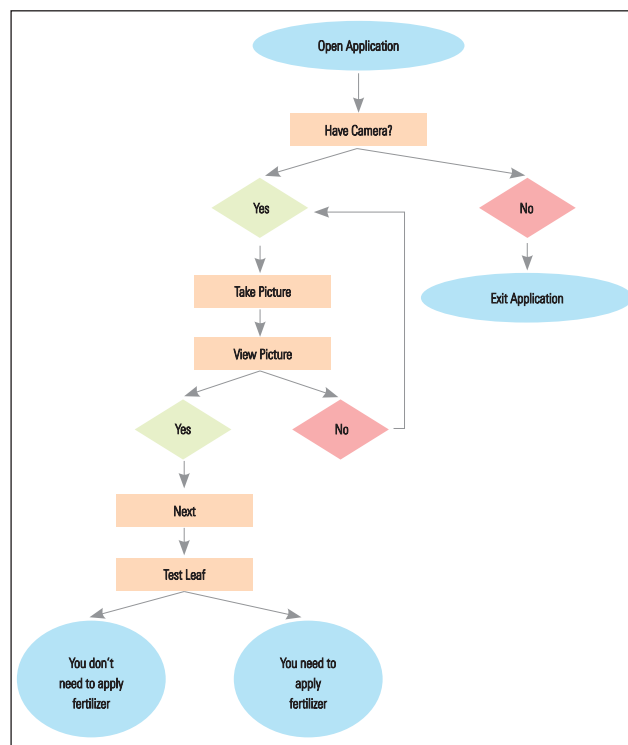 Open Application
Have Camera?
Yes
No
Take Picture
Exit Application
View Picture
Yes
No
Next
Test Leaf
You don't
need to apply
fertilizer
You need to
apply
fertilizer